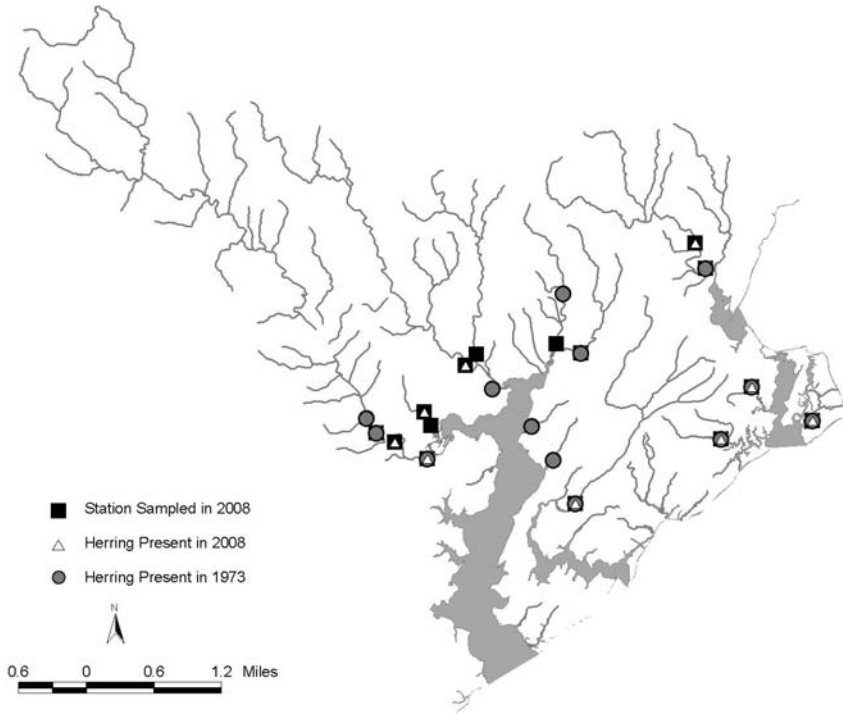 Station Sampled in 2008
Herring Present in 2008
Herring Present in 1973
N
0.6 0 0.6 1.2 Miles